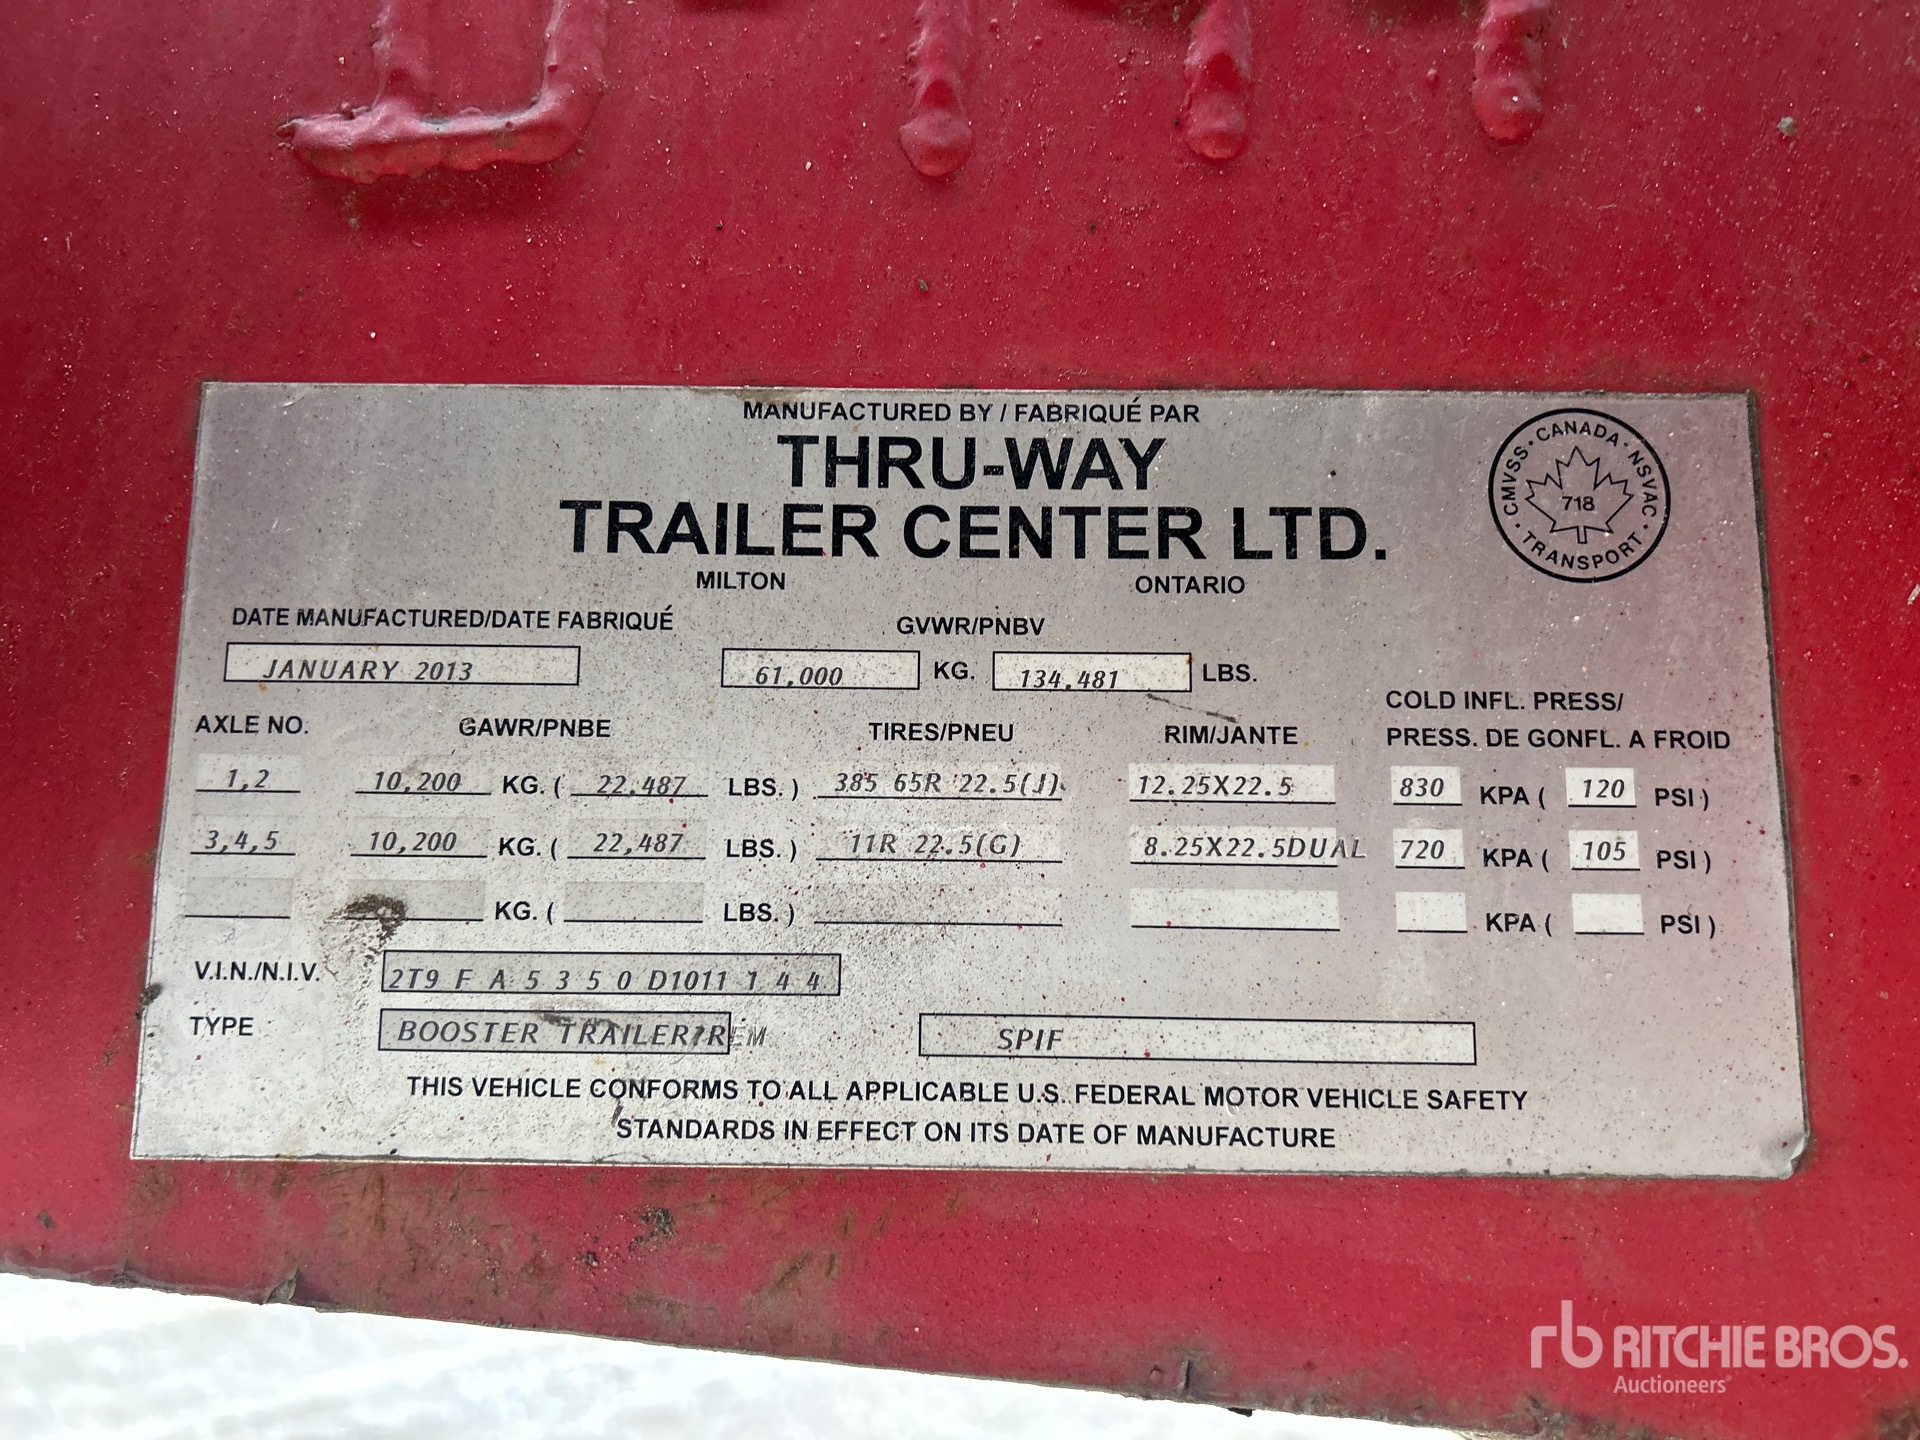 MANUFACTURED BY / FABRIQUÉ PAR
THRU-WAY
TRAILER CENTER LTD.
MILTON ONTARIO
CANADA · NSVAC · TRANSPORT · CMVSS ·
718
DATE MANUFACTURED/DATE FABRIQUÉ GVWR/PNBV
JANUARY 2013 61,000 KG. 134,481 LBS.
COLD INFL. PRESS/
AXLE NO. GAWR/PNBE TIRES/PNEU RIM/JANTE PRESS. DE GONFL. A FROID
1,2 10,200 KG. ( 22,487 LBS. ) 385 65R 22.5(J) 12.25X22.5 830 KPA ( 120 PSI )
3,4,5 10,200 KG. ( 22,487 LBS. ) 11R 22.5(G) 8.25X22.5DUAL 720 KPA ( 105 PSI )
KG. ( LBS. ) KPA ( PSI )
V.I.N./N.I.V. 2T9 F A 5 3 5 0 D1011 1 4 4
TYPE BOOSTER TRAILER/REM SPIF
THIS VEHICLE CONFORMS TO ALL APPLICABLE U.S. FEDERAL MOTOR VEHICLE SAFETY
STANDARDS IN EFFECT ON ITS DATE OF MANUFACTURE
rb RITCHIE BROS.
Auctioneers